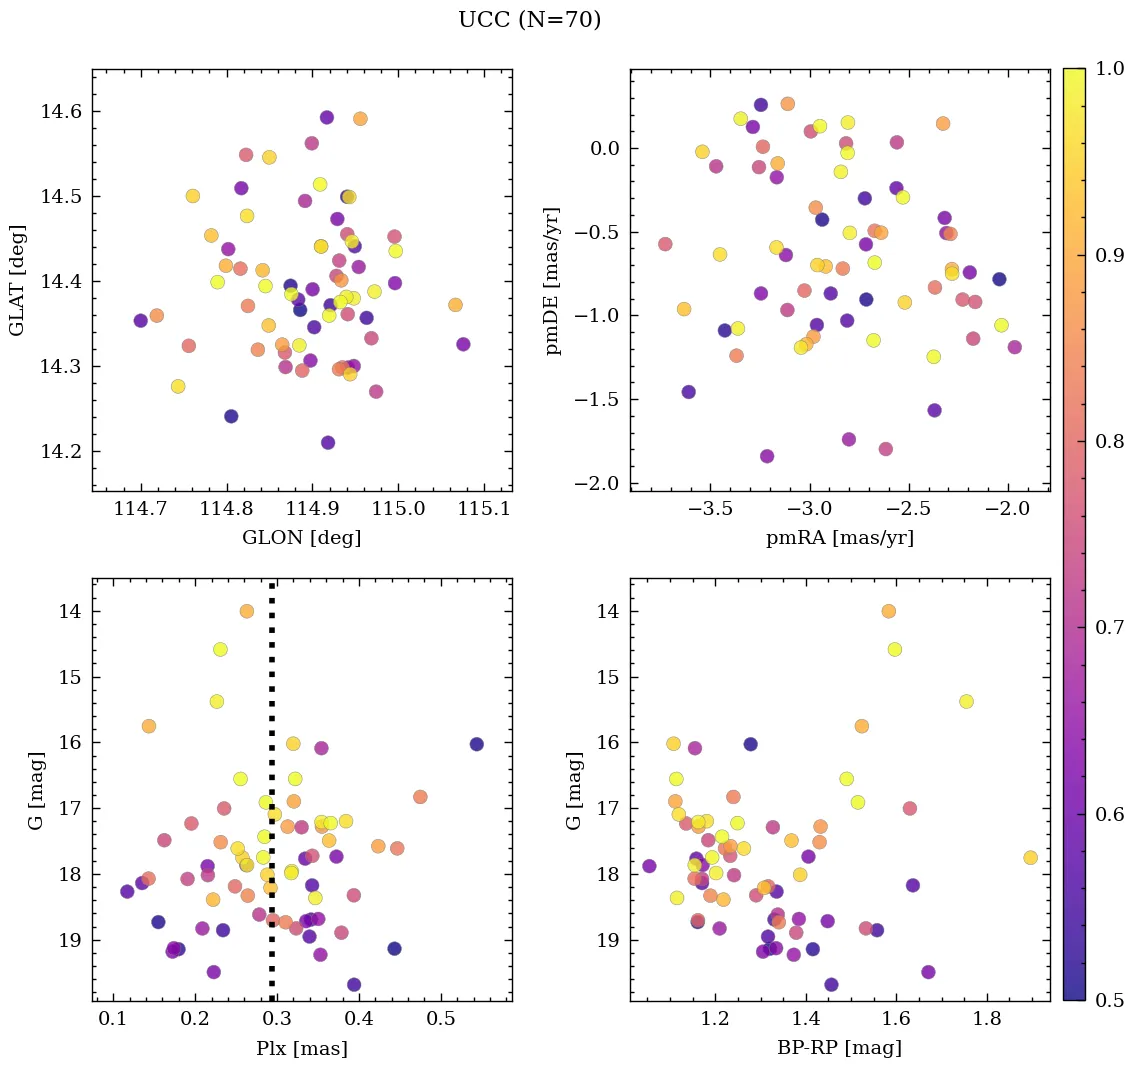 UCC (N=70)
14.6
14.5
14.4
14.3
14.2
GLAT [deg]
114.7 114.8 114.9 115.0 115.1
GLON [deg]
0.0
−0.5
−1.0
−1.5
−2.0
pmDE [mas/yr]
−3.5 −3.0 −2.5 −2.0
pmRA [mas/yr]
14
15
16
17
18
19
G [mag]
0.1 0.2 0.3 0.4 0.5
Plx [mas]
14
15
16
17
18
19
G [mag]
1.2 1.4 1.6 1.8
BP-RP [mag]
1.0
0.9
0.8
0.7
0.6
0.5